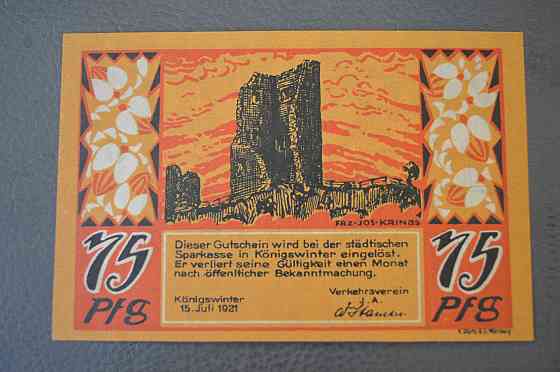 FRZ-JOS-KRINGS
75
Pfg
Dieser Gutschein wird bei der städtischen
Sparkasse in Königswinter eingelöst.
Er verliert seine Gültigkeit einen Monat
nach öffentlicher Bekanntmachung.
Königswinter
15. Juli 1921
Verkehrsverein
I. A.
75
Pfg